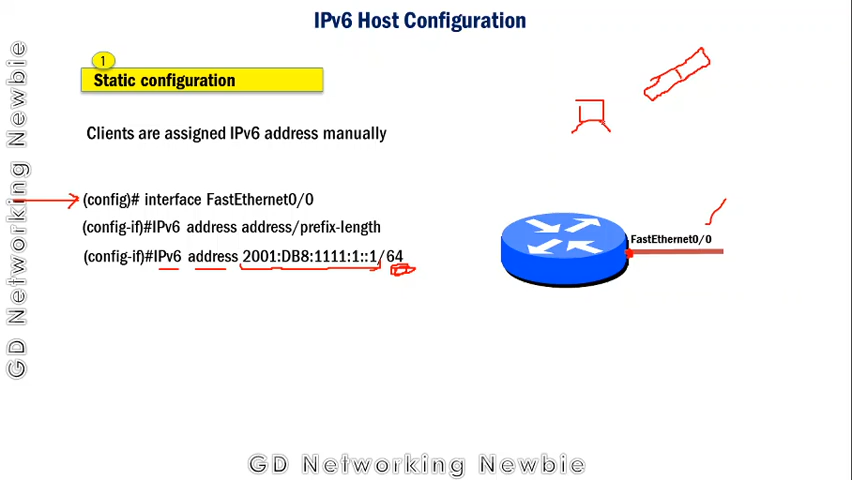 IPv6 Host Configuration
1
Static configuration
Clients are assigned IPv6 address manually
(config)# interface FastEthernet0/0
(config-if)#IPv6 address address/prefix-length
(config-if)#IPv6 address 2001:DB8:1111:1::1/64
FastEthernet0/0
GD Networking Newbie
GD Networking Newbie